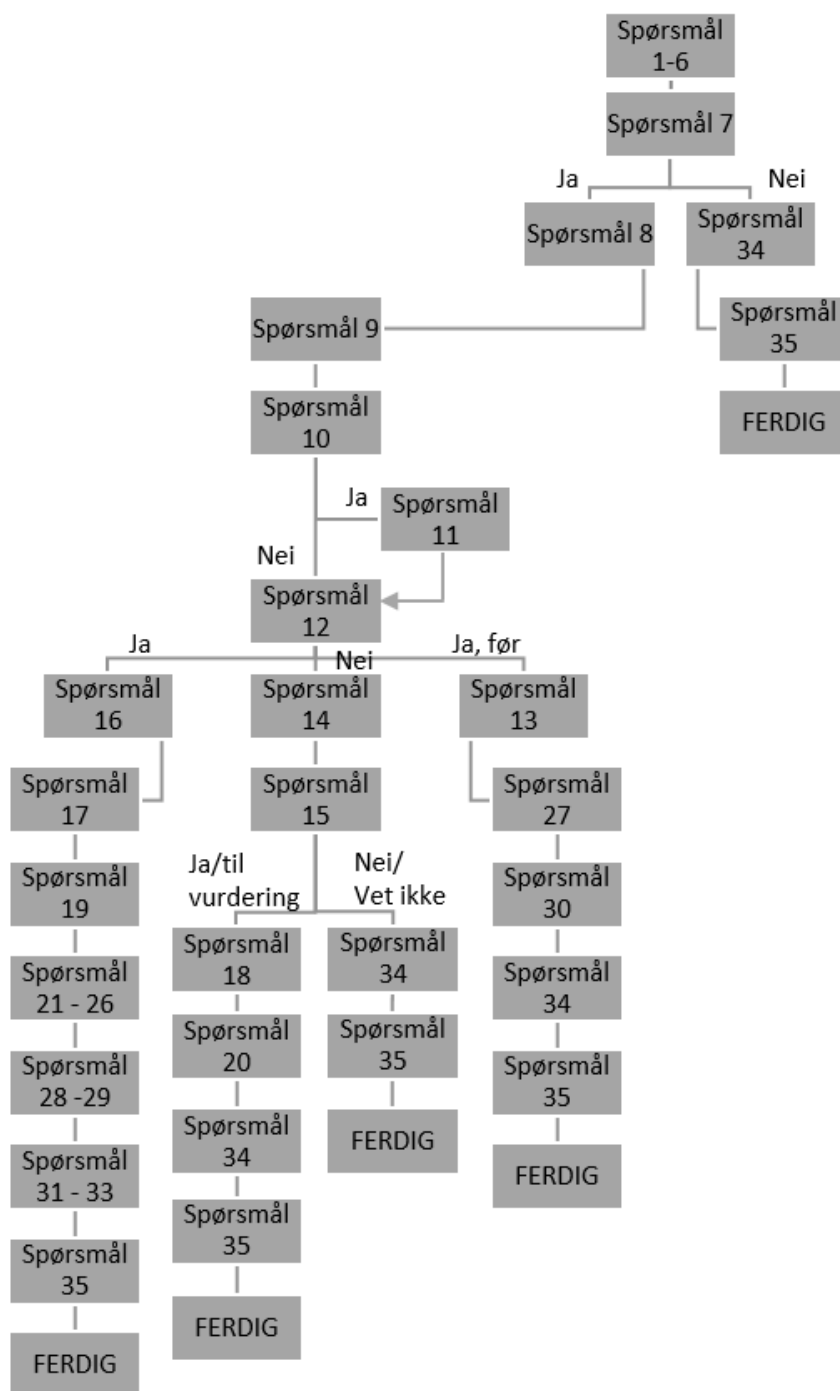 Spørsmål
1-6
Spørsmål 7
Ja
Nei
Spørsmål 8
Spørsmål
34
Spørsmål 9
Spørsmål
35
Spørsmål
10
FERDIG
Ja
Spørsmål
11
Nei
Spørsmål
12
Ja
Nei
Ja, før
Spørsmål
16
Spørsmål
14
Spørsmål
13
Spørsmål
17
Spørsmål
15
Spørsmål
27
Ja/til
vurdering
Nei/
Vet ikke
Spørsmål
19
Spørsmål
30
Spørsmål
18
Spørsmål
34
Spørsmål
21 - 26
Spørsmål
34
Spørsmål
20
Spørsmål
35
Spørsmål
28 -29
Spørsmål
35
Spørsmål
34
FERDIG
Spørsmål
31 - 33
FERDIG
Spørsmål
35
Spørsmål
35
FERDIG
FERDIG